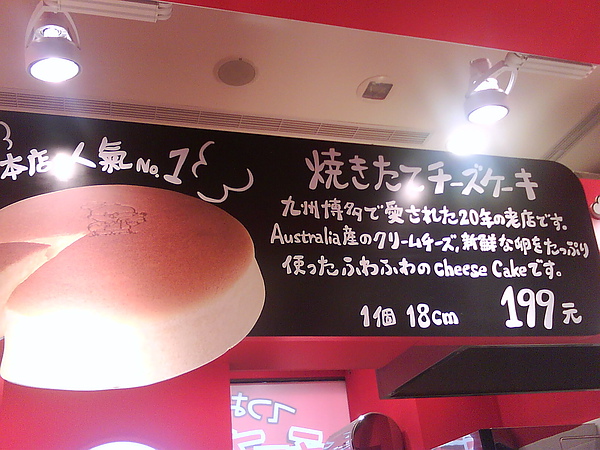 本店人氣No.1
焼きたてチーズケーキ
九州博多で愛された20年の老店です。
Australia産のクリームチーズ,新鮮な卵をたっぷり
使ったふわふわのcheese Cakeです。
1個 18cm 199元
てつお